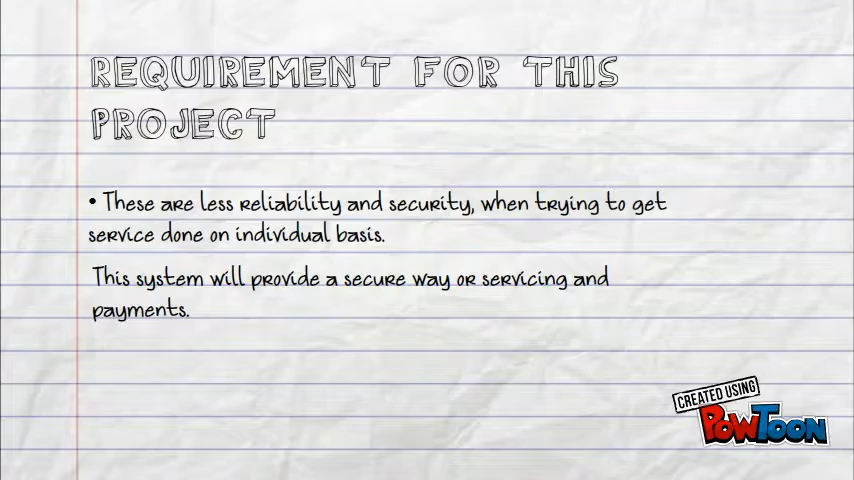 REQUIREMENT FOR THIS
PROJECT
• These are less reliability and security, when trying to get
service done on individual basis.
This system will provide a secure way or servicing and
payments.
CREATED USING
POWTOON